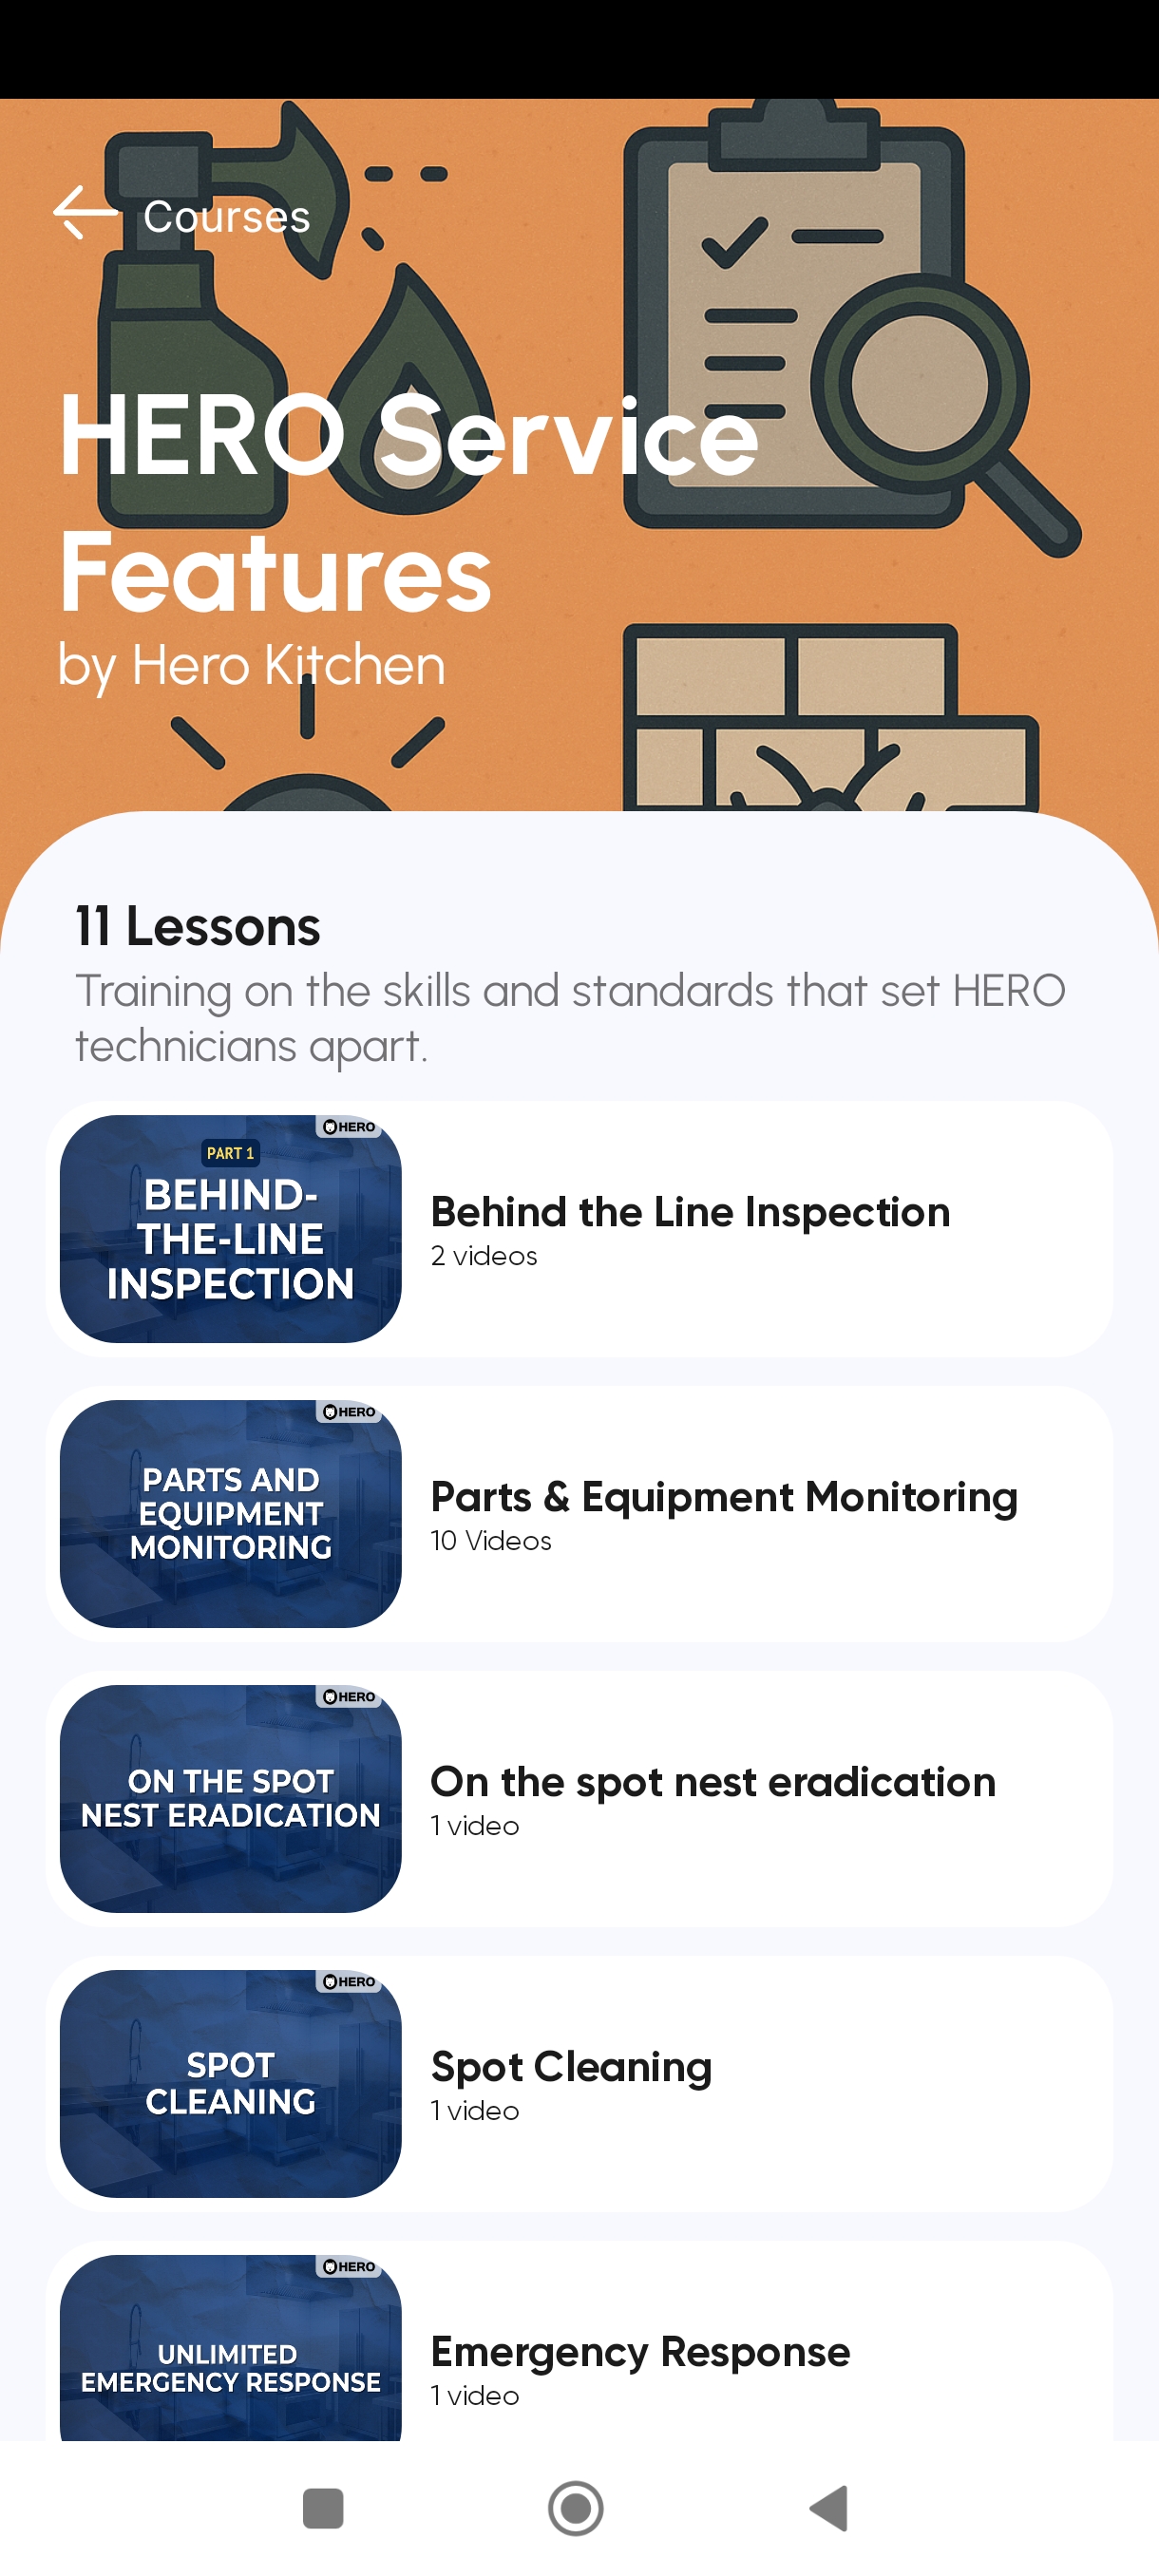 Courses
HERO Service
Features
by Hero Kitchen
11 Lessons
Training on the skills and standards that set HERO
technicians apart.
HERO
PART 1
BEHIND-
THE-LINE
INSPECTION
Behind the Line Inspection
2 videos
HERO
PARTS AND
EQUIPMENT
MONITORING
Parts & Equipment Monitoring
10 Videos
HERO
ON THE SPOT
NEST ERADICATION
On the spot nest eradication
1 video
HERO
SPOT
CLEANING
Spot Cleaning
1 video
HERO
UNLIMITED
EMERGENCY RESPONSE
Emergency Response
1 video